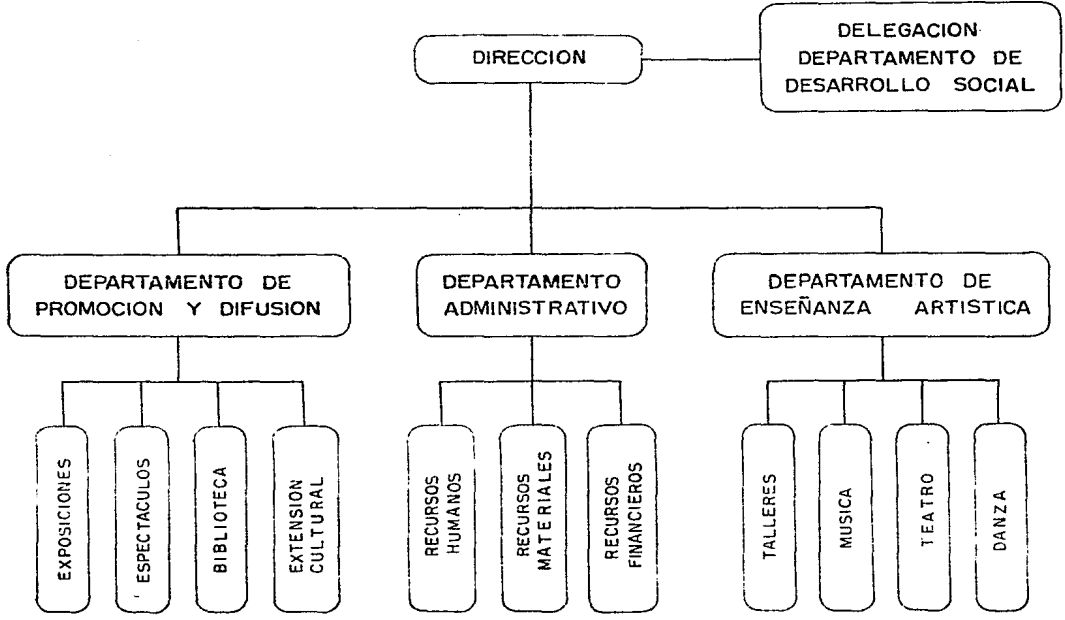 DIRECCION
DELEGACION
DEPARTAMENTO DE
DESARROLLO SOCIAL
DEPARTAMENTO DE
PROMOCION Y DIFUSION
DEPARTAMENTO
ADMINISTRATIVO
DEPARTAMENTO DE
ENSEÑANZA ARTISTICA
EXPOSICIONES
ESPECTACULOS
BIBLIOTECA
EXTENSION
CULTURAL
RECURSOS
HUMANOS
RECURSOS
MATERIALES
RECURSOS
FINANCIEROS
TALLERES
MUSICA
TEATRO
DANZA